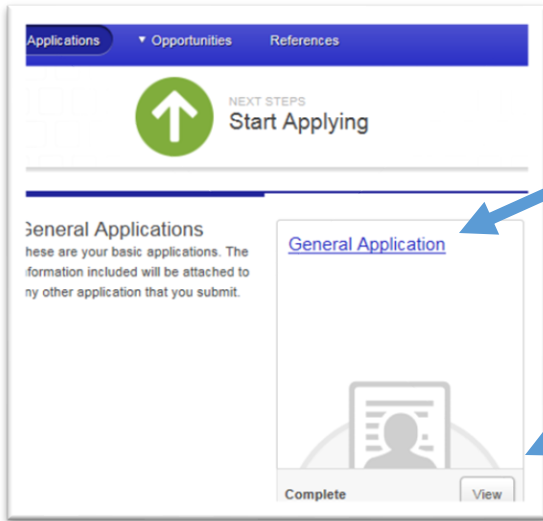 Applications ▼ Opportunities References
NEXT STEPS
Start Applying
General Applications
hese are your basic applications. The
formation included will be attached to
ny other application that you submit.
General Application
Complete View